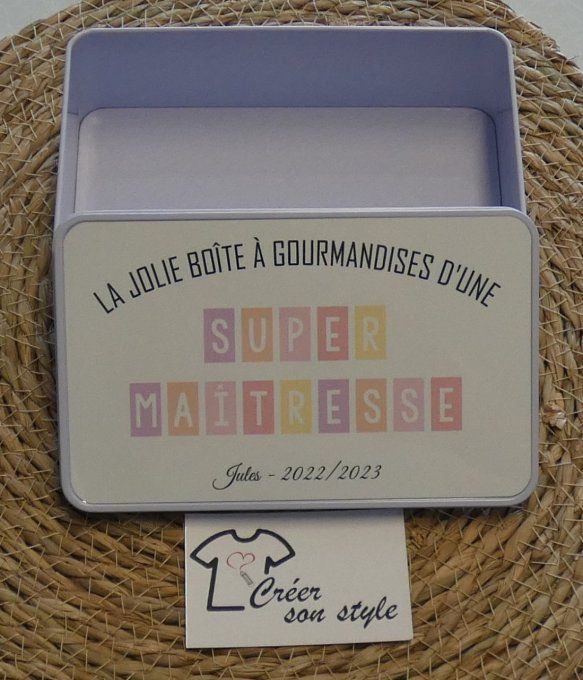 LA JOLIE BOÎTE À GOURMANDISES D'UNE
SUPER
MAÎTRESSE
Jules - 2022/2023
Créer
son style